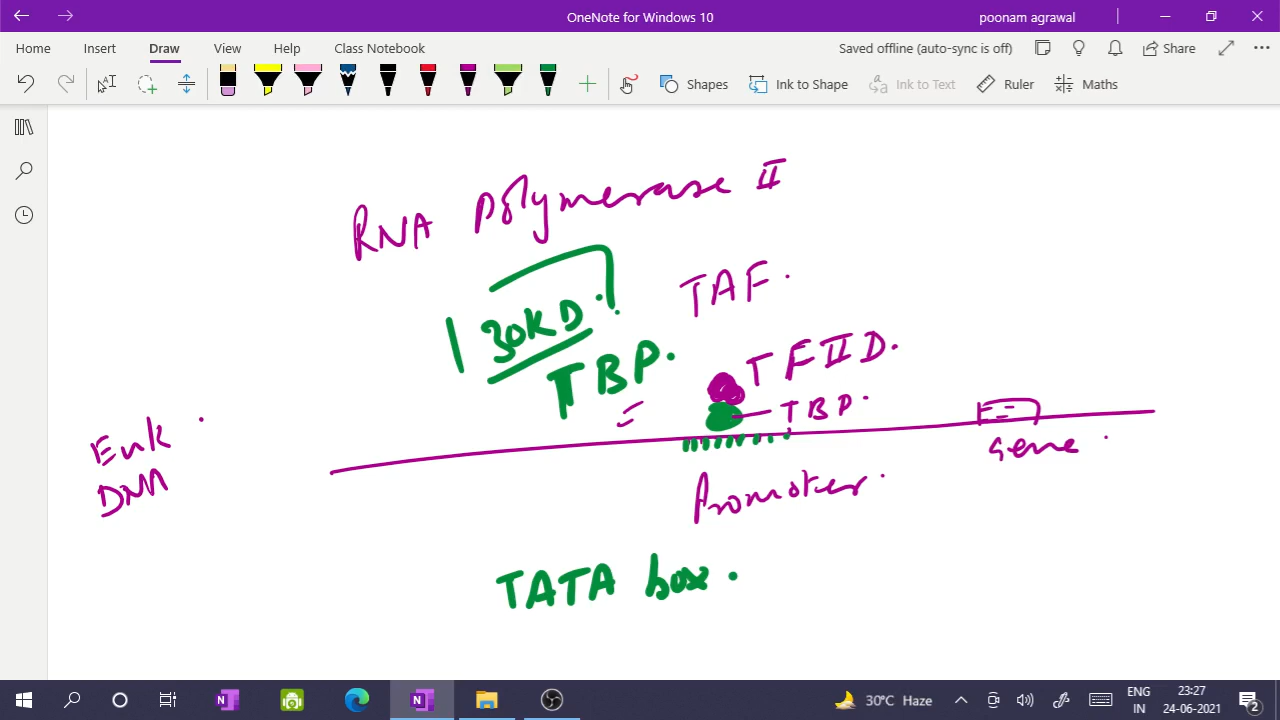 OneNote for Windows 10
poonam agrawal
Home Insert Draw View Help Class Notebook
Saved offline (auto-sync is off)
Share
Shapes
Ink to Shape
Ink to Text
Ruler
Maths
RNA Polymerase II
TAF.
30KD
TBP.
TFIID.
TBP.
Euk
DNA
Gene
Promoter
TATA box.
30°C Haze
ENG
IN
23:27
24-06-2021
2